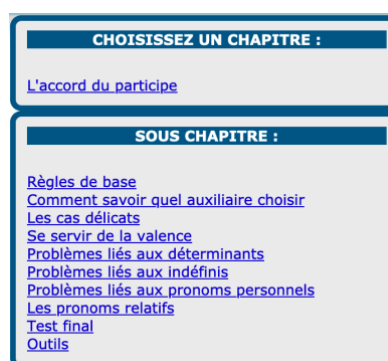 CHOISISSEZ UN CHAPITRE :
L'accord du participe
SOUS CHAPITRE :
Règles de base
Comment savoir quel auxiliaire choisir
Les cas délicats
Se servir de la valence
Problèmes liés aux déterminants
Problèmes liés aux indéfinis
Problèmes liés aux pronoms personnels
Les pronoms relatifs
Test final
Outils